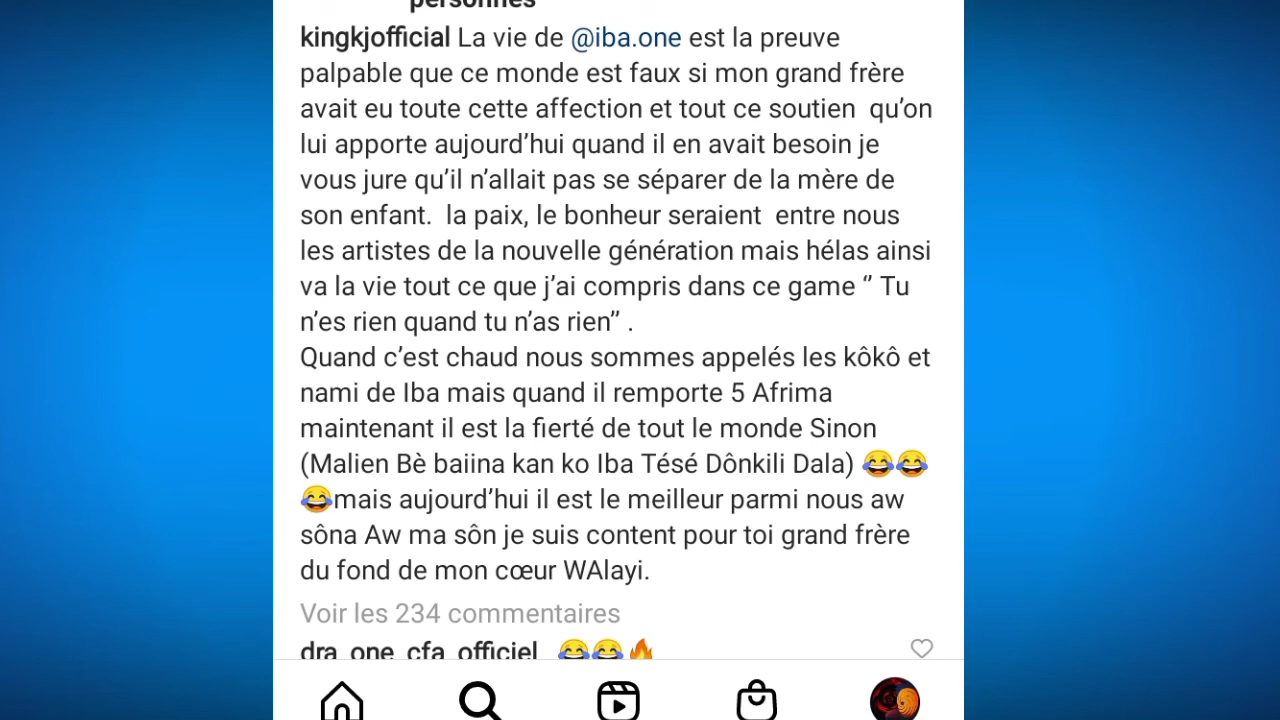 personnes
kingkjofficial La vie de @iba.one est la preuve
palpable que ce monde est faux si mon grand frère
avait eu toute cette affection et tout ce soutien qu’on
lui apporte aujourd’hui quand il en avait besoin je
vous jure qu’il n’allait pas se séparer de la mère de
son enfant. la paix, le bonheur seraient entre nous
les artistes de la nouvelle génération mais hélas ainsi
va la vie tout ce que j’ai compris dans ce game ‘’ Tu
n’es rien quand tu n’as rien’’ .
Quand c’est chaud nous sommes appelés les kôkô et
nami de Iba mais quand il remporte 5 Afrima
maintenant il est la fierté de tout le monde Sinon
(Malien Bè baiina kan ko Iba Tésé Dônkili Dala) 😂😂
😂mais aujourd’hui il est le meilleur parmi nous aw
sôna Aw ma sôn je suis content pour toi grand frère
du fond de mon cœur WAlayi.
Voir les 234 commentaires
dra_one_cfa_officiel_ 😂😂🔥